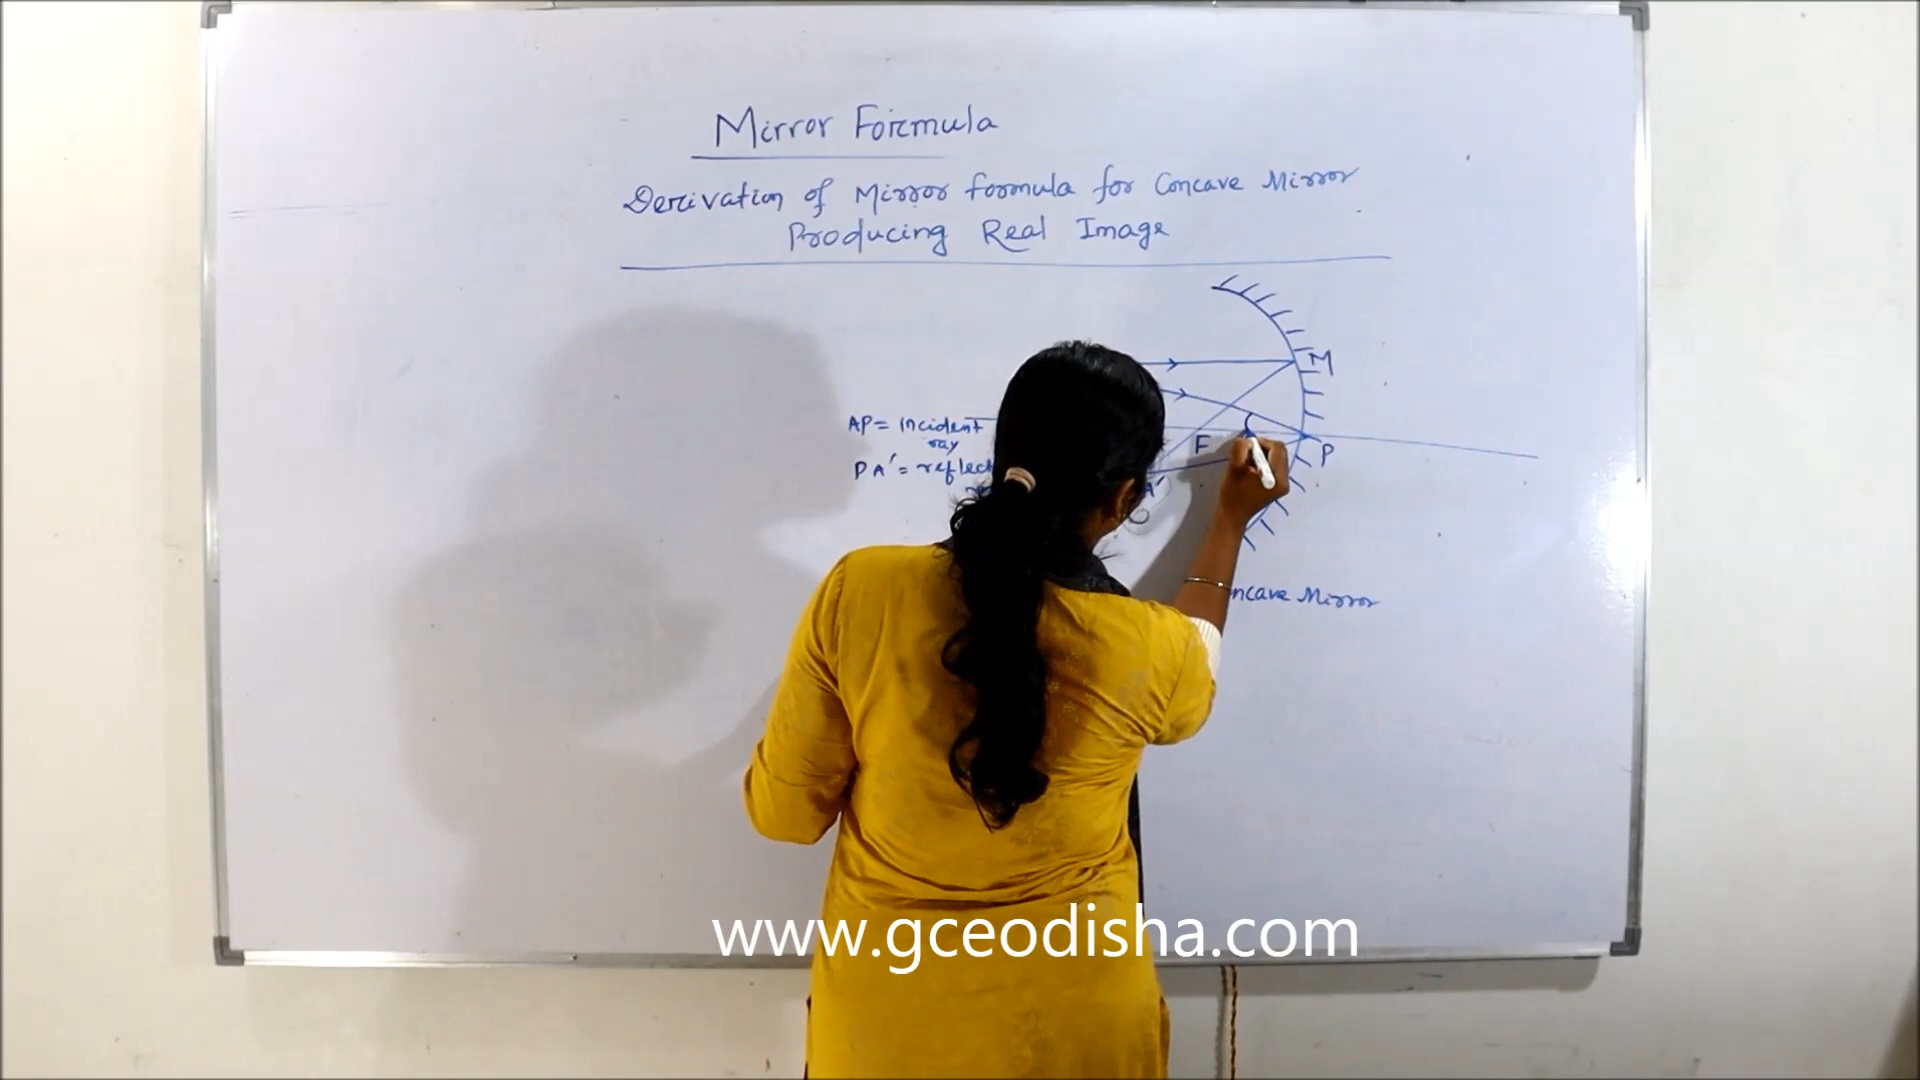 Mirror Formula
Derivation of Mirror formula for Concave Mirror
Producing Real Image
M
AP = incident
ray
F
P
PA' = reflec
A'
ncave Mirror
www.gceodisha.com